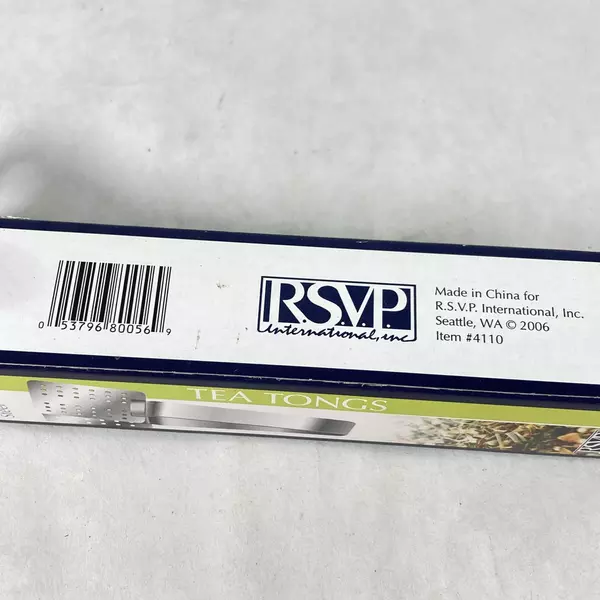 0 53796 80056 9
R.S.V.P.
International, inc
Made in China for
R.S.V.P. International, Inc.
Seattle, WA © 2006
Item #4110
TEA TONGS